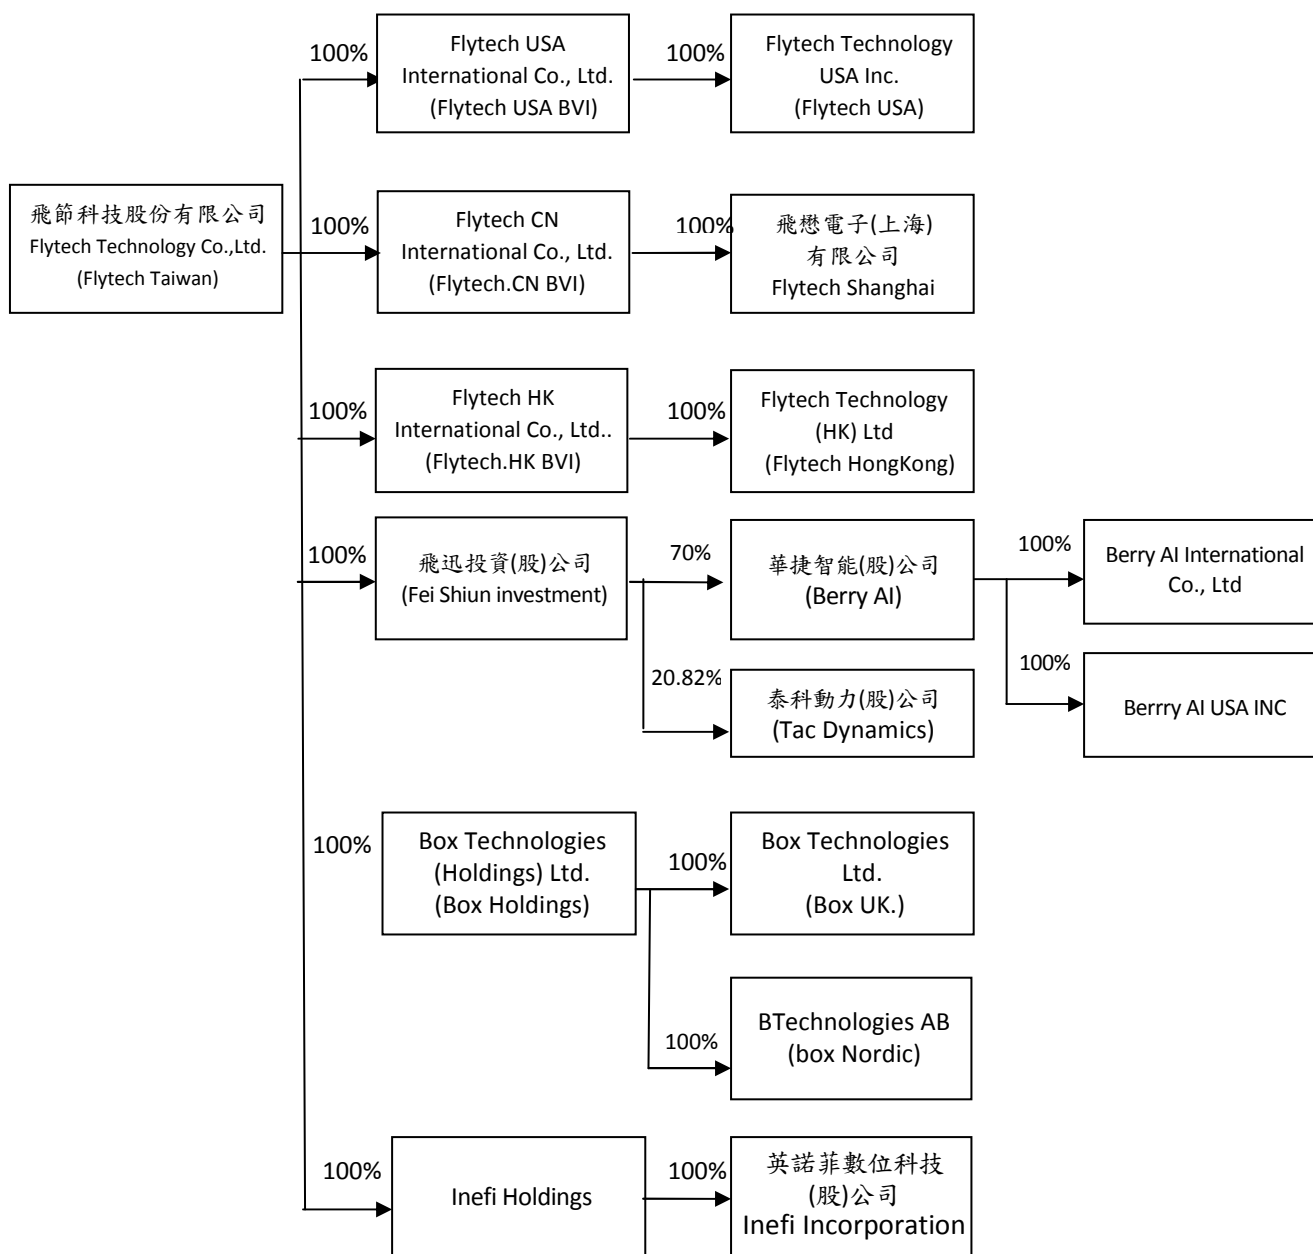 100%
Flytech USA
International Co., Ltd.
(Flytech USA BVI)
100%
Flytech Technology
USA Inc.
(Flytech USA)
飛節科技股份有限公司
Flytech Technology Co.,Ltd.
(Flytech Taiwan)
100%
Flytech CN
International Co., Ltd.
(Flytech.CN BVI)
100%
飛懋電子(上海)
有限公司
Flytech Shanghai
100%
Flytech HK
International Co., Ltd..
(Flytech.HK BVI)
100%
Flytech Technology
(HK) Ltd
(Flytech HongKong)
100%
飛迅投資(股)公司
(Fei Shiun investment)
70%
華捷智能(股)公司
(Berry AI)
100%
Berry AI International
Co., Ltd
100%
Berrry AI USA INC
20.82%
泰科動力(股)公司
(Tac Dynamics)
100%
Box Technologies
(Holdings) Ltd.
(Box Holdings)
100%
Box Technologies
Ltd.
(Box UK.)
100%
BTechnologies AB
(box Nordic)
100%
Inefi Holdings
100%
英諾菲數位科技
(股)公司
Inefi Incorporation